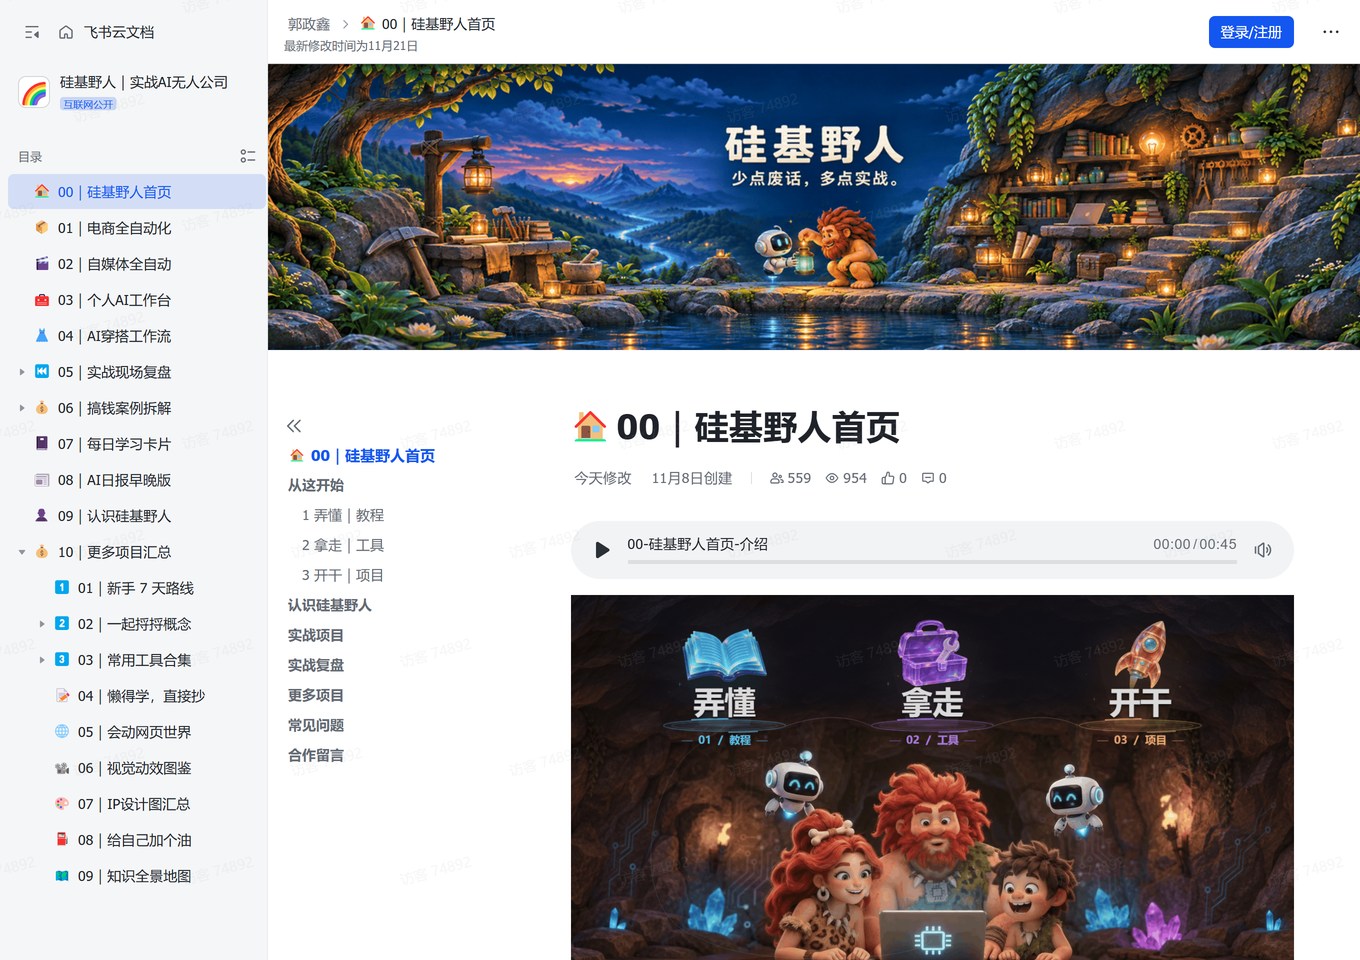 飞书云文档
硅基野人 | 实战AI无人公司
互联网公开
目录
00 | 硅基野人首页
01 | 电商全自动化
02 | 自媒体全自动
03 | 个人AI工作台
04 | AI穿搭工作流
05 | 实战现场复盘
06 | 搞钱案例拆解
07 | 每日学习卡片
08 | AI日报早晚版
09 | 认识硅基野人
10 | 更多项目汇总
01 | 新手 7 天路线
02 | 一起捋捋概念
03 | 常用工具合集
04 | 懒得学，直接抄
05 | 会动网页世界
06 | 视觉动效图鉴
07 | IP设计图汇总
08 | 给自己加个油
09 | 知识全景地图
郭政鑫 > 00 | 硅基野人首页
最新修改时间为11月21日
登录/注册
硅基野人
少点废话，多点实战。
00 | 硅基野人首页
从这开始
1 弄懂 | 教程
2 拿走 | 工具
3 开干 | 项目
认识硅基野人
实战项目
实战复盘
更多项目
常见问题
合作留言
00 | 硅基野人首页
今天修改 11月8日创建 559 954 0 0
00-硅基野人首页-介绍
00:00/00:45
弄懂
01 / 教程
拿走
02 / 工具
开干
03 / 项目
访客 74892